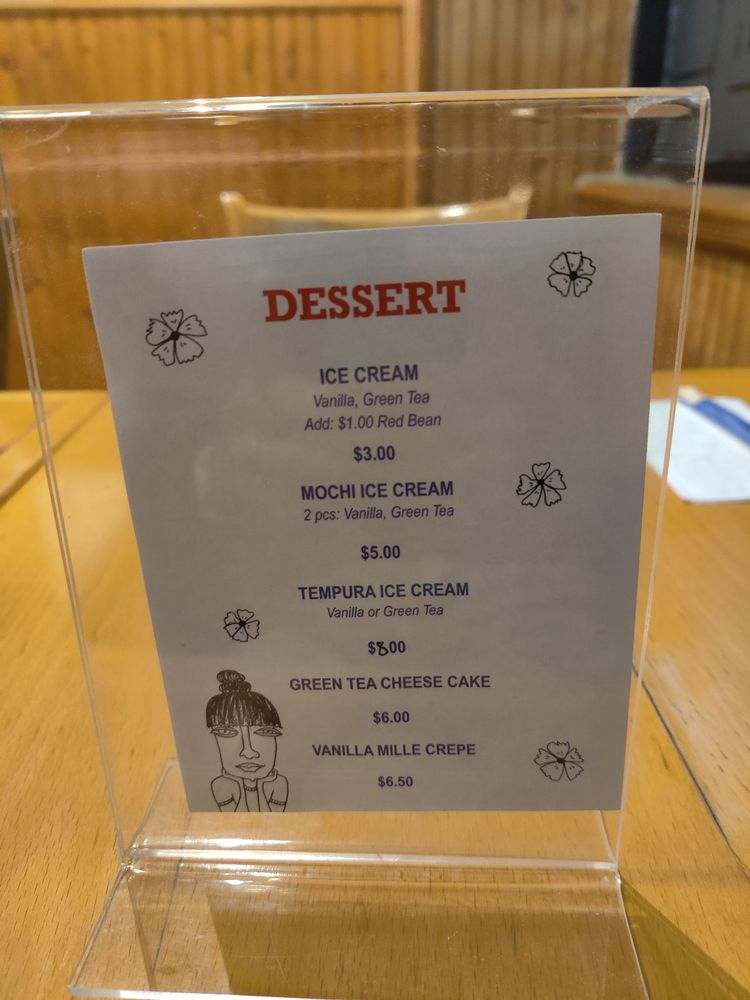 DESSERT
ICE CREAM
Vanilla, Green Tea
Add: $1.00 Red Bean
$3.00
MOCHI ICE CREAM
2 pcs: Vanilla, Green Tea
$5.00
TEMPURA ICE CREAM
Vanilla or Green Tea
$8.00
GREEN TEA CHEESE CAKE
$6.00
VANILLA MILLE CREPE
$6.50